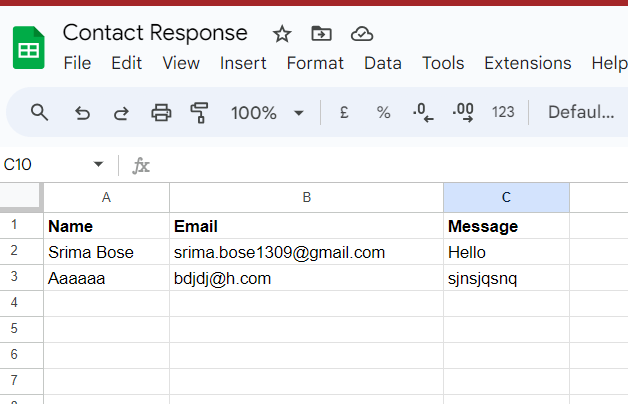 Contact Response
File Edit View Insert Format Data Tools Extensions Help
100% £ % .0 .00 123 Defaul...
C10 fx
A B C
1 Name Email Message
2 Srima Bose srima.bose1309@gmail.com Hello
3 Aaaaaa bdjdj@h.com sjnsjqsnq
4
5
6
7